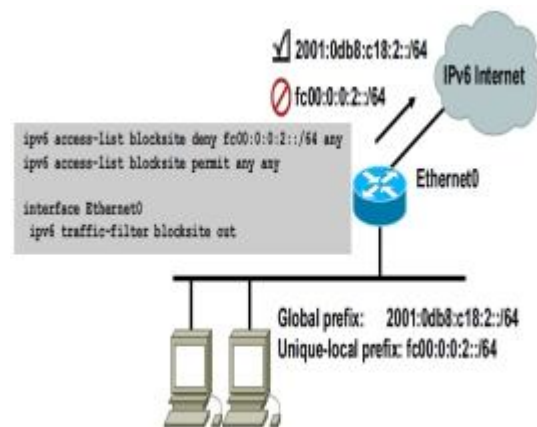 2001:0db8:c18:2::/64
fc00:0:0:2::/64
IPv6 Internet
ipv6 access-list blocksite deny fc00:0:0:2::/64 any
ipv6 access-list blocksite permit any any
interface Ethernet0
ipv6 traffic-filter blocksite out
Ethernet0
Global prefix: 2001:0db8:c18:2::/64
Unique-local prefix: fc00:0:0:2::/64